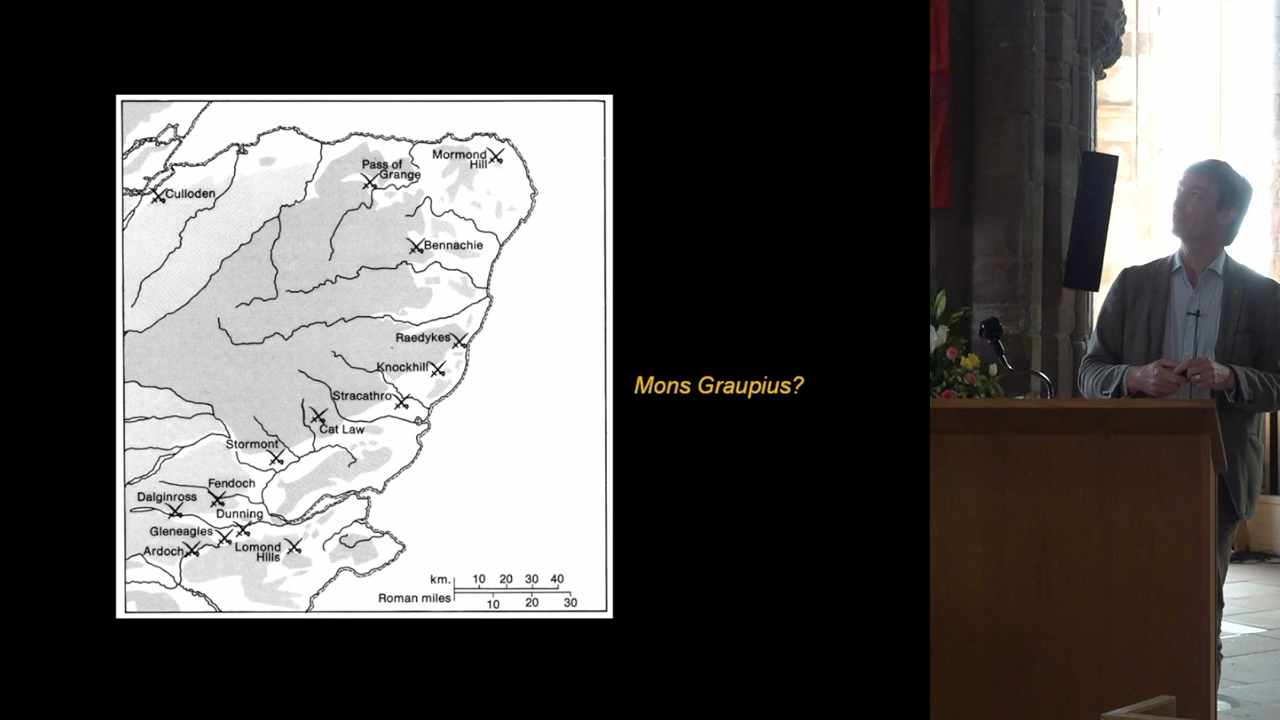 Mormond
Hill
Pass of
Grange
Culloden
Bennachie
Raedykes
Knockhill
Stracathro
Cat Law
Stormont
Fendoch
Dalginross
Dunning
Gleneagles
Ardoch
Lomond
Hills
km. 10 20 30 40
Roman miles
10 20 30
Mons Graupius?